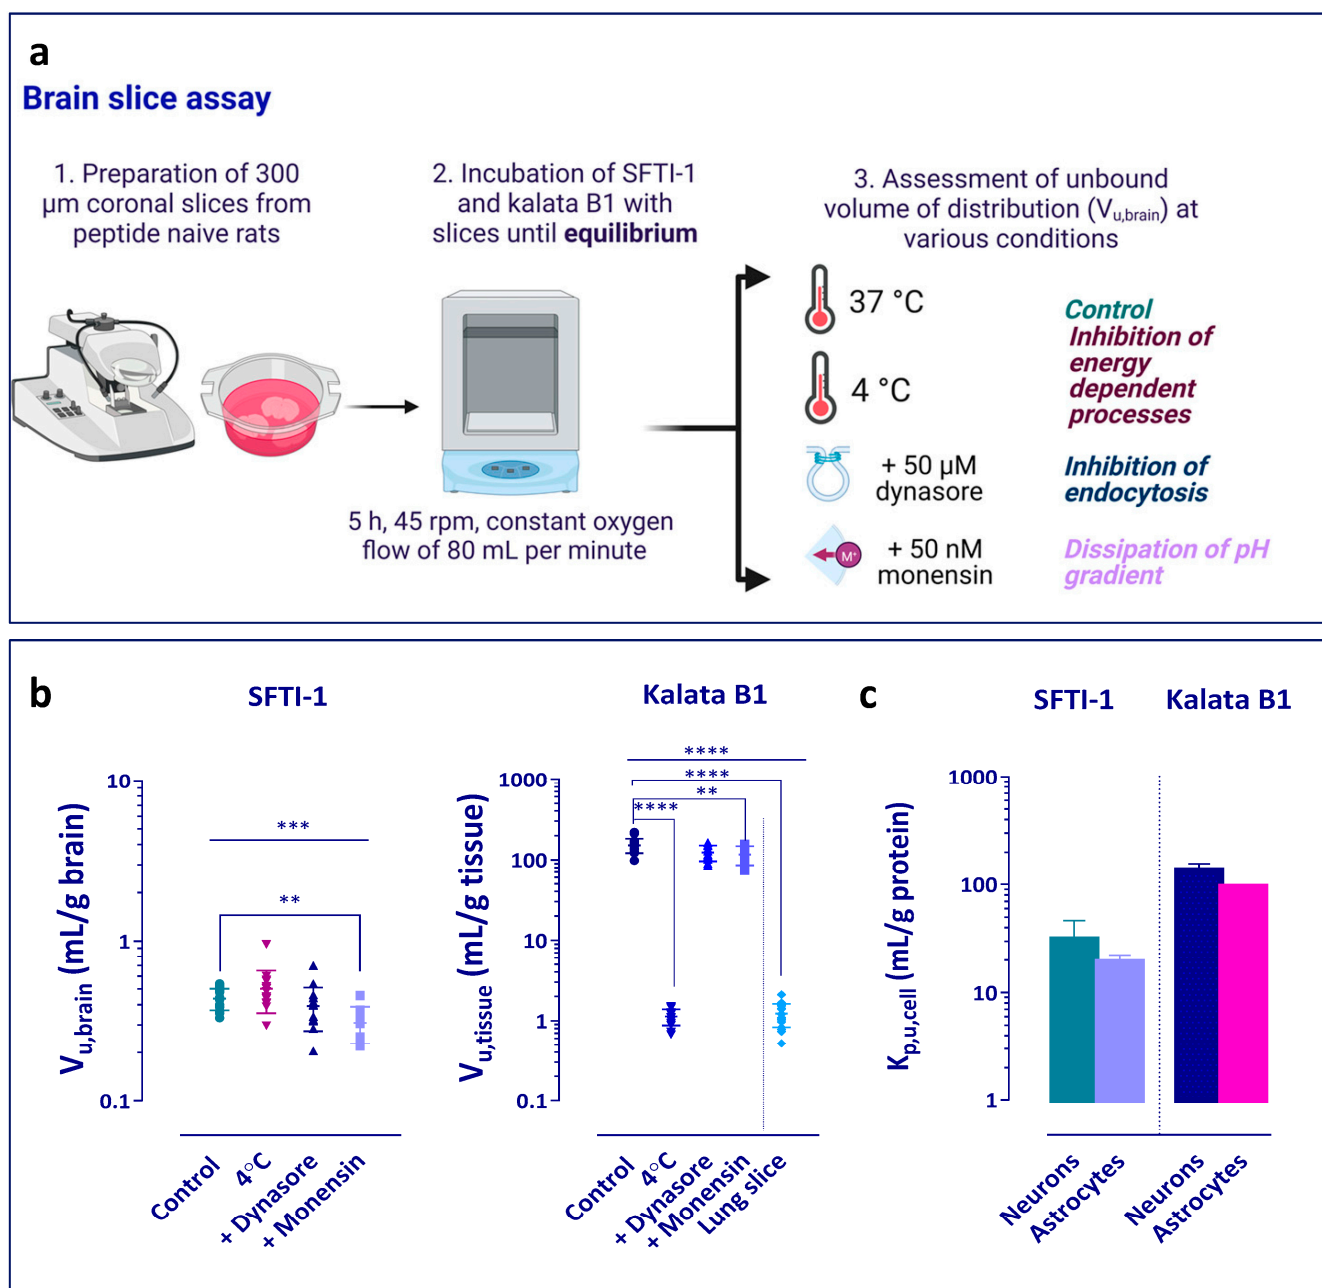 a
Brain slice assay
1. Preparation of 300
µm coronal slices from
peptide naive rats
2. Incubation of SFTI-1
and kalata B1 with
slices until equilibrium
5 h, 45 rpm, constant oxygen
flow of 80 mL per minute
3. Assessment of unbound
volume of distribution (Vu,brain) at
various conditions
37 °C
Control
4 °C
Inhibition of
energy
dependent
processes
+ 50 µM
dynasore
Inhibition of
endocytosis
M+
+ 50 nM
monensin
Dissipation of pH
gradient
b
SFTI-1
Vu,brain (mL/g brain)
10
1
0.1
***
**
Control
4°C
+ Dynasore
+ Monensin
Kalata B1
Vu,tissue (mL/g tissue)
1000
100
10
1
0.1
****
****
**
****
Control
4°C
+ Dynasore
+ Monensin
Lung slice
c
SFTI-1
Kalata B1
Kp,u,cell (mL/g protein)
1000
100
10
1
Neurons
Astrocytes
Neurons
Astrocytes